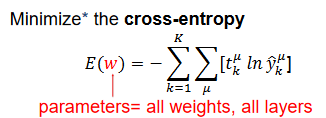 Minimize* the cross-entropy
E(w) = − ∑_{k=1}^{K} ∑_{μ} [t_k^μ ln ŷ_k^μ]
parameters= all weights, all layers